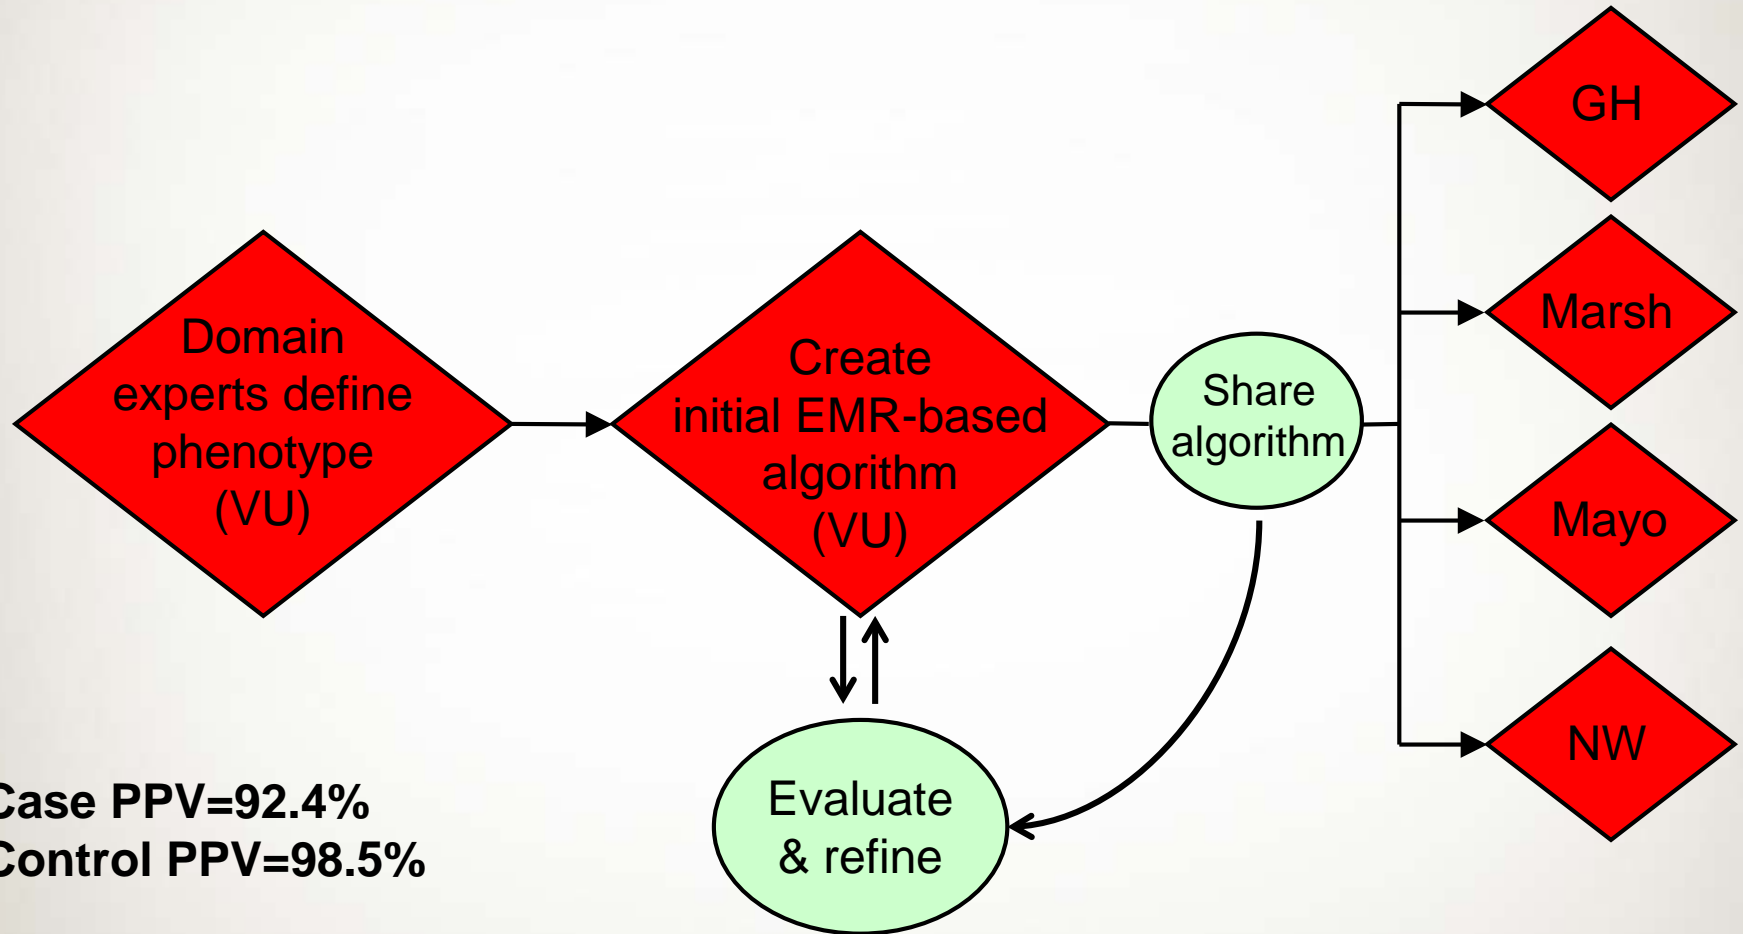 Domain
experts define
phenotype
(VU)
Create
initial EMR-based
algorithm
(VU)
Share
algorithm
GH
Marsh
Mayo
NW
Evaluate
& refine
Case PPV=92.4%
Control PPV=98.5%